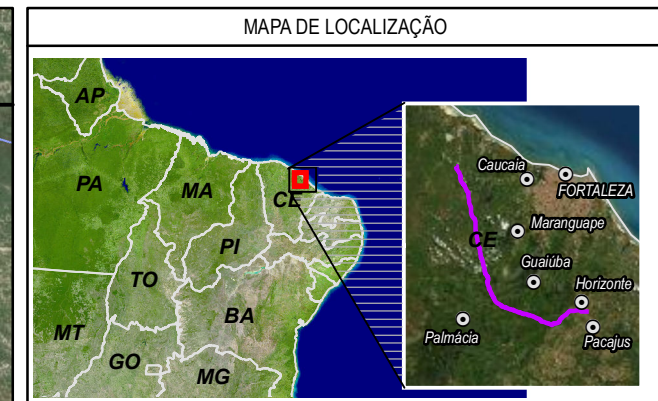 MAPA DE LOCALIZAÇÃO
AP
PA
MA
CE
PI
TO
BA
MT
GO
MG
Caucaia
FORTALEZA
Maranguape
CE
Guaiúba
Horizonte
Palmácia
Pacajus